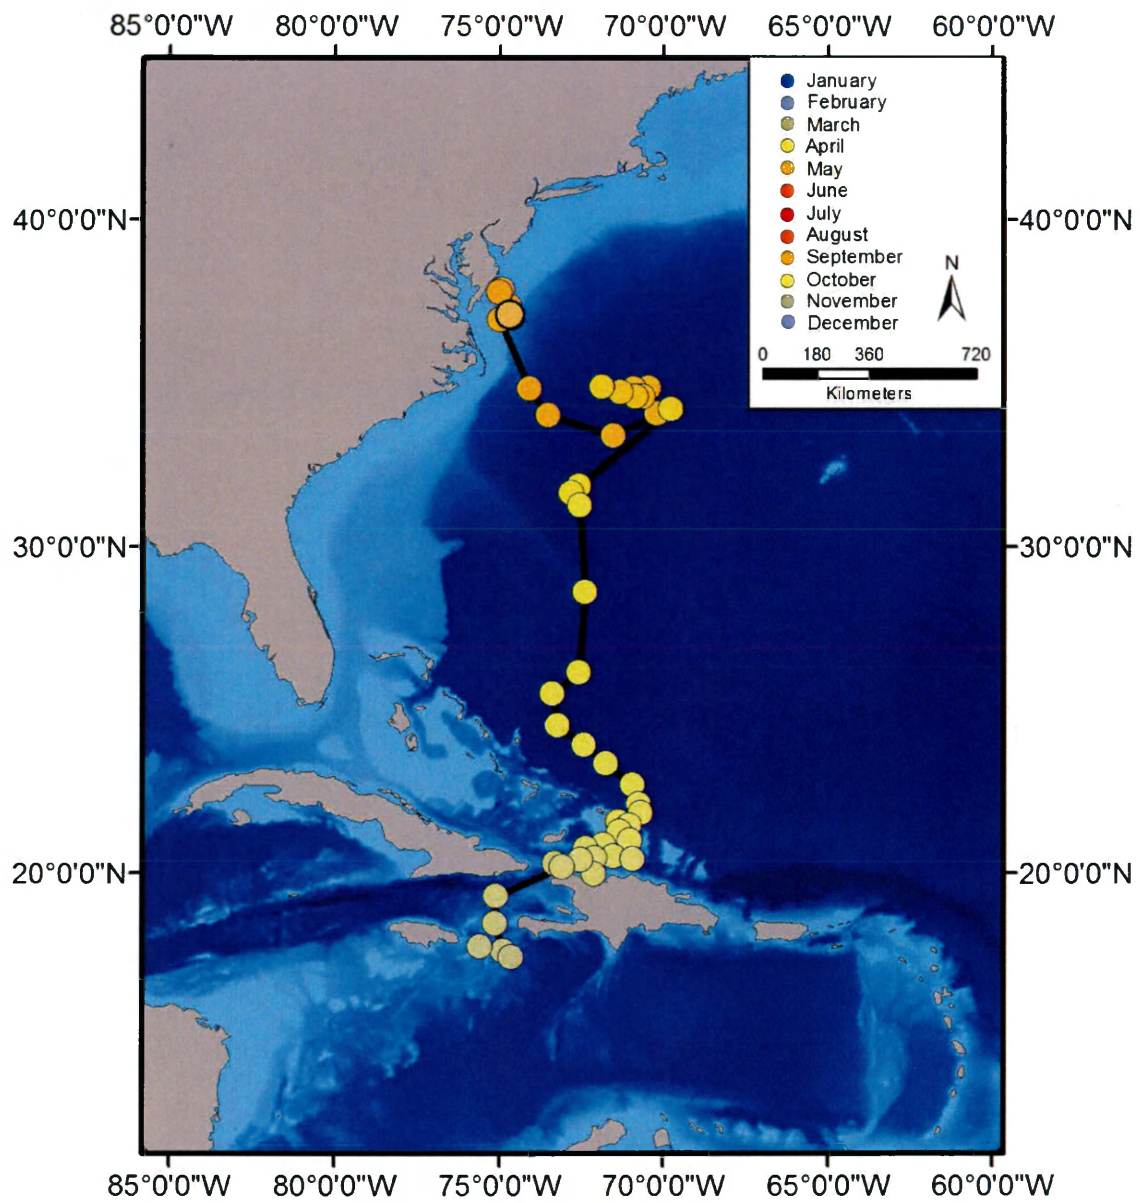 85°0'0"W 80°0'0"W 75°0'0"W 70°0'0"W 65°0'0"W 60°0'0"W
January
February
March
April
May
June
July
August
September
October
November
December
N
0 180 360 720
Kilometers
40°0'0"N 40°0'0"N
30°0'0"N 30°0'0"N
20°0'0"N 20°0'0"N
85°0'0"W 80°0'0"W 75°0'0"W 70°0'0"W 65°0'0"W 60°0'0"W